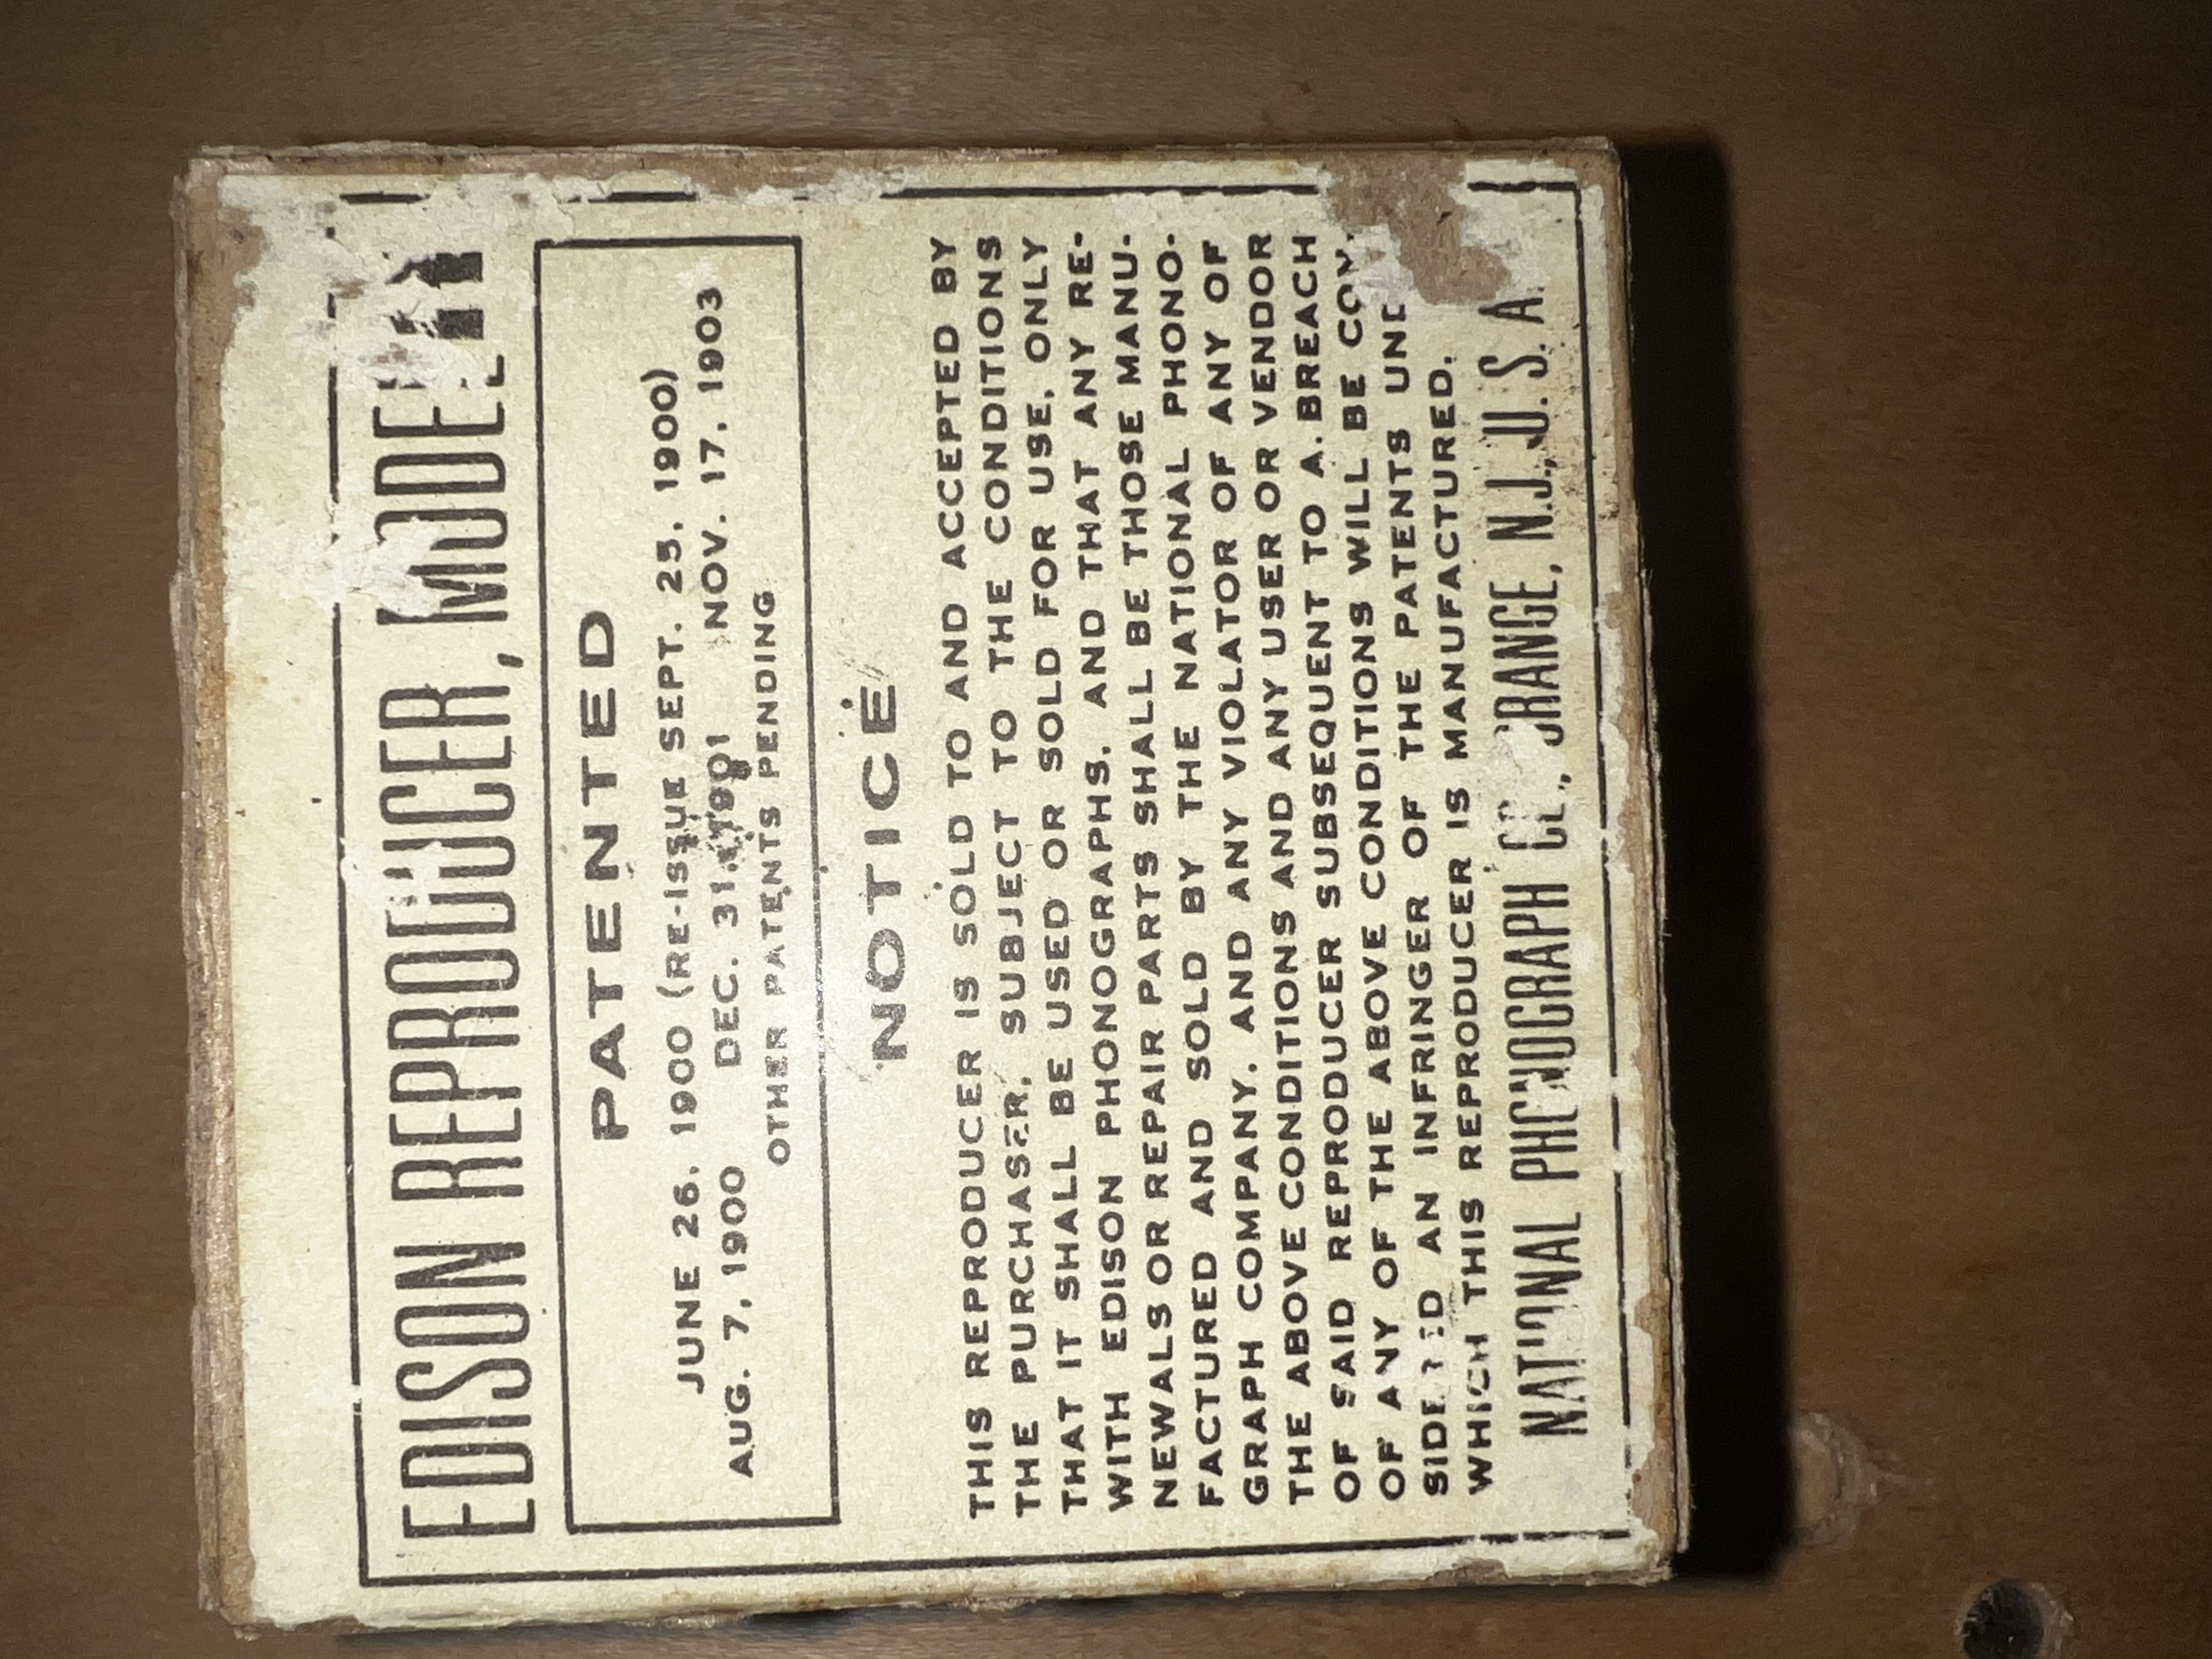 EDISON REPRODUCER, MODEL
PATENTED
JUNE 26, 1900 (RE-ISSUE SEPT. 25, 1900)
AUG. 7, 1900 DEC. 31, 1901 NOV. 17, 1903
OTHER PATENTS PENDING
NOTICE
THIS REPRODUCER IS SOLD TO AND ACCEPTED BY
THE PURCHASER, SUBJECT TO THE CONDITIONS
THAT IT SHALL BE USED OR SOLD FOR USE, ONLY
WITH EDISON PHONOGRAPHS, AND THAT ANY RE-
NEWALS OR REPAIR PARTS SHALL BE THOSE MANU-
FACTURED AND SOLD BY THE NATIONAL PHONO-
GRAPH COMPANY, AND ANY VIOLATOR OF ANY OF
THE ABOVE CONDITIONS AND ANY USER OR VENDOR
OF SAID REPRODUCER SUBSEQUENT TO A BREACH
OF ANY OF THE ABOVE CONDITIONS WILL BE CON-
SIDERED AN INFRINGER OF THE PATENTS UND
WHICH THIS REPRODUCER IS MANUFACTURED.
NATIONAL PHONOGRAPH CO., ORANGE, N.J., U.S.A.